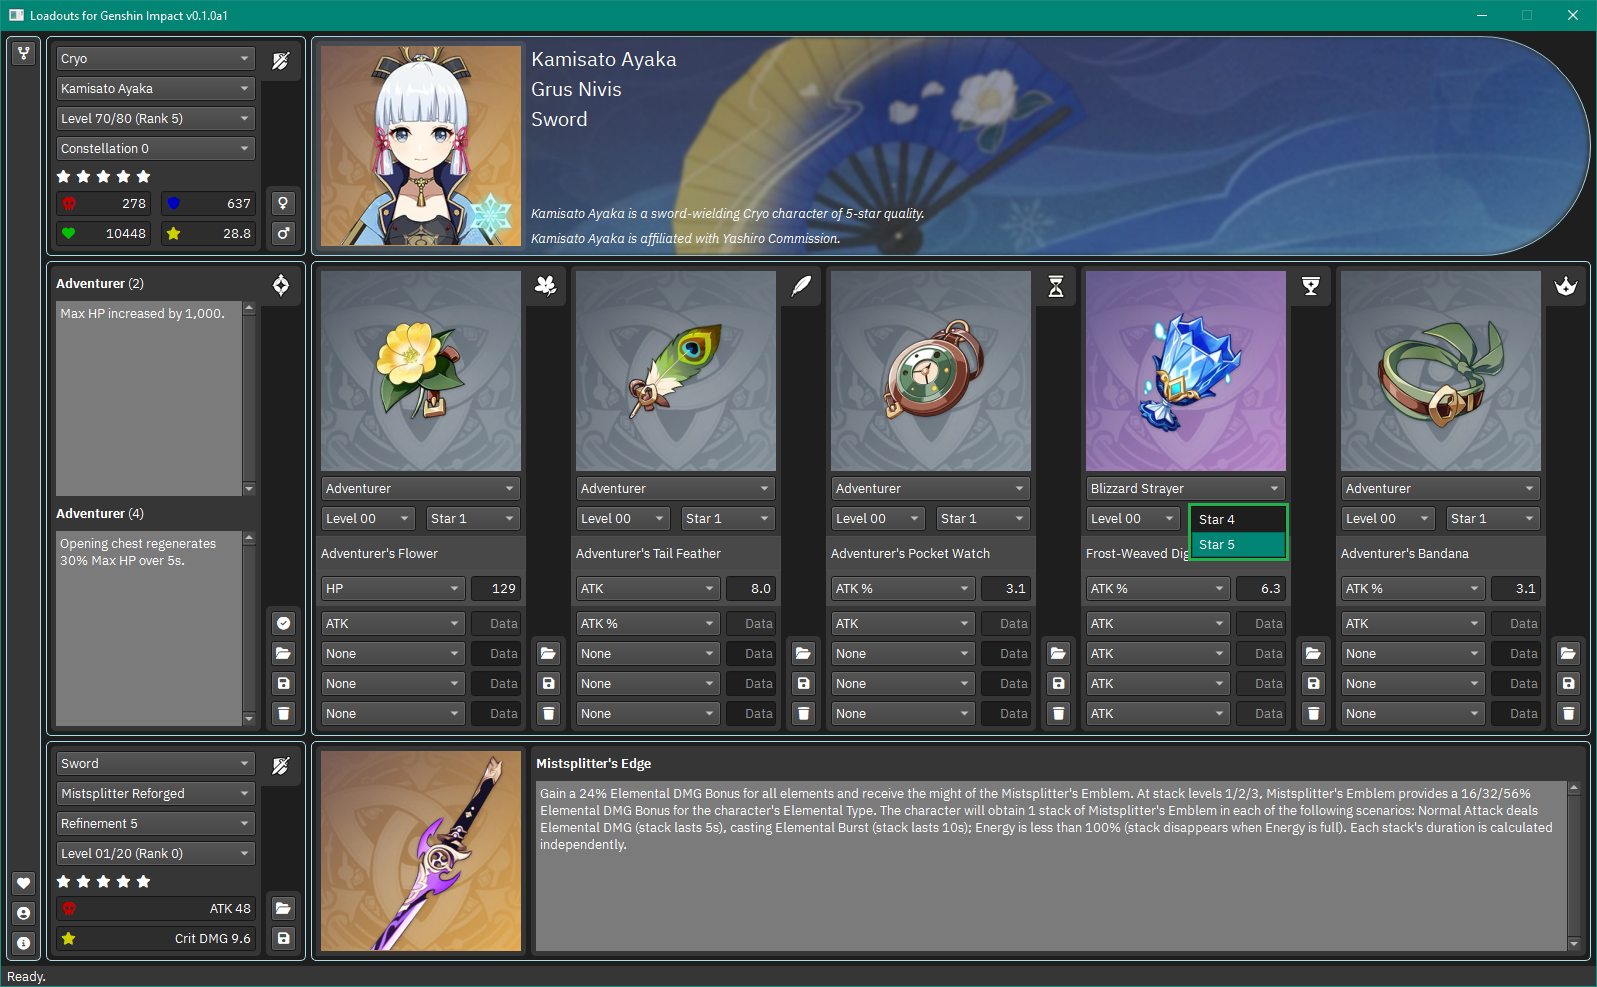 Loadouts for Genshin Impact v0.1.0a1
Cryo
Kamisato Ayaka
Level 70/80 (Rank 5)
Constellation 0
278
637
10448
28.8
Kamisato Ayaka
Grus Nivis
Sword
Kamisato Ayaka is a sword-wielding Cryo character of 5-star quality.
Kamisato Ayaka is affiliated with Yashiro Commission.
Adventurer (2)
Max HP increased by 1,000.
Adventurer (4)
Opening chest regenerates
30% Max HP over 5s.
Adventurer
Level 00
Star 1
Adventurer's Flower
HP
129
ATK
Data
None
Data
None
Data
None
Data
Adventurer
Level 00
Star 1
Adventurer's Tail Feather
ATK
8.0
ATK %
Data
None
Data
None
Data
None
Data
Adventurer
Level 00
Star 1
Adventurer's Pocket Watch
ATK %
3.1
ATK
Data
None
Data
None
Data
None
Data
Blizzard Strayer
Level 00
Star 4
Star 5
Frost-Weaved Dig
ATK %
6.3
ATK
Data
ATK
Data
ATK
Data
ATK
Data
Adventurer
Level 00
Star 1
Adventurer's Bandana
ATK %
3.1
ATK
Data
None
Data
None
Data
None
Data
Sword
Mistsplitter Reforged
Refinement 5
Level 01/20 (Rank 0)
ATK 48
Crit DMG 9.6
Mistsplitter's Edge
Gain a 24% Elemental DMG Bonus for all elements and receive the might of the Mistsplitter's Emblem. At stack levels 1/2/3, Mistsplitter's Emblem provides a 16/32/56%
Elemental DMG Bonus for the character's Elemental Type. The character will obtain 1 stack of Mistsplitter's Emblem in each of the following scenarios: Normal Attack deals
Elemental DMG (stack lasts 5s), casting Elemental Burst (stack lasts 10s); Energy is less than 100% (stack disappears when Energy is full). Each stack's duration is calculated
independently.
Ready.